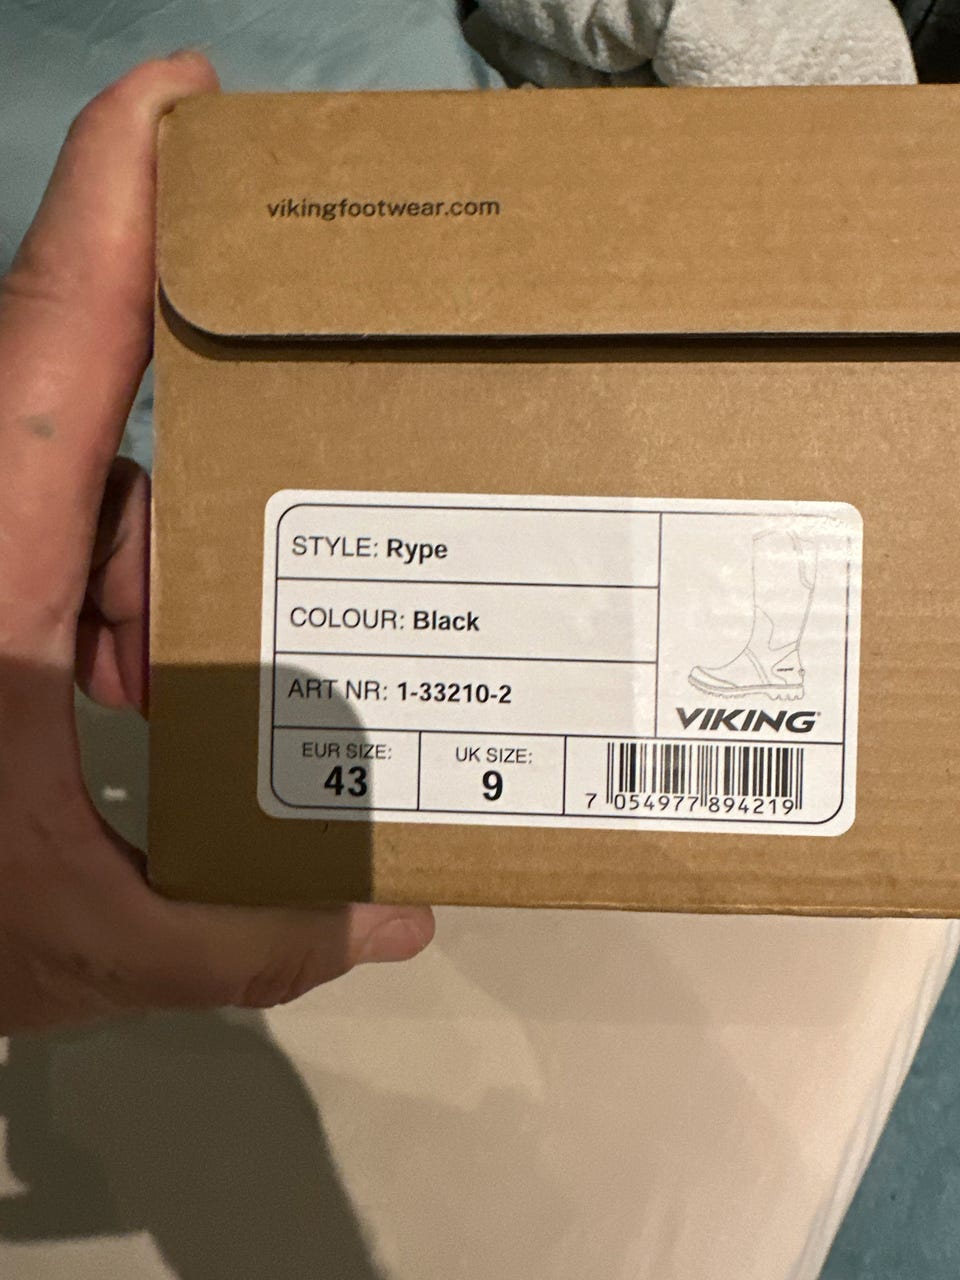 vikingfootwear.com
STYLE: Rype
COLOUR: Black
ART NR: 1-33210-2
VIKING
EUR SIZE:
43
UK SIZE:
9
7 054977 894219